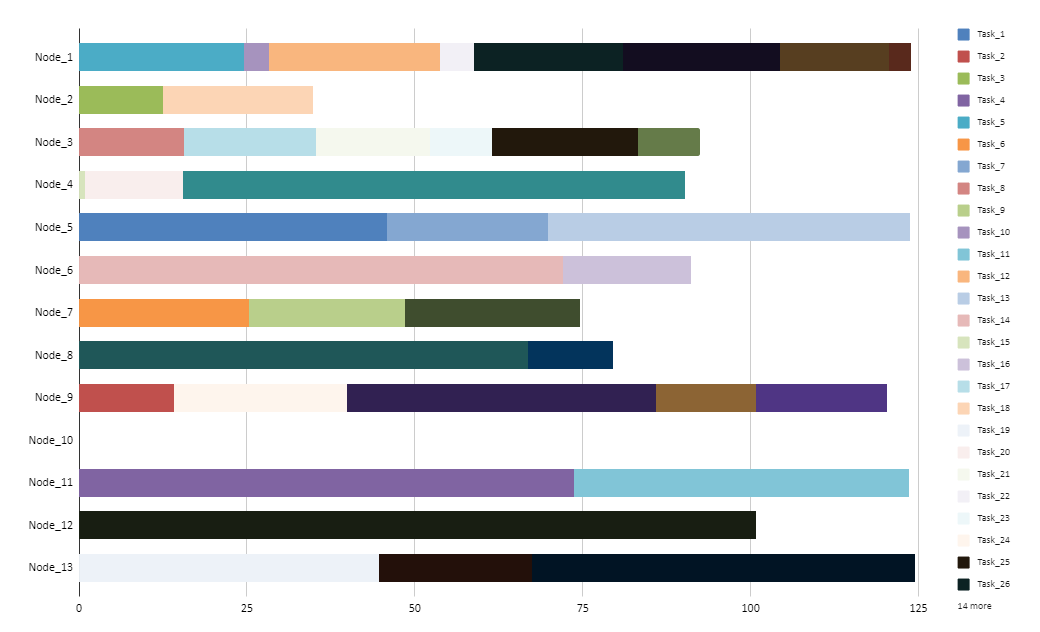 Node_1
Node_2
Node_3
Node_4
Node_5
Node_6
Node_7
Node_8
Node_9
Node_10
Node_11
Node_12
Node_13
0 25 50 75 100 125
Task_1
Task_2
Task_3
Task_4
Task_5
Task_6
Task_7
Task_8
Task_9
Task_10
Task_11
Task_12
Task_13
Task_14
Task_15
Task_16
Task_17
Task_18
Task_19
Task_20
Task_21
Task_22
Task_23
Task_24
Task_25
Task_26
14 more